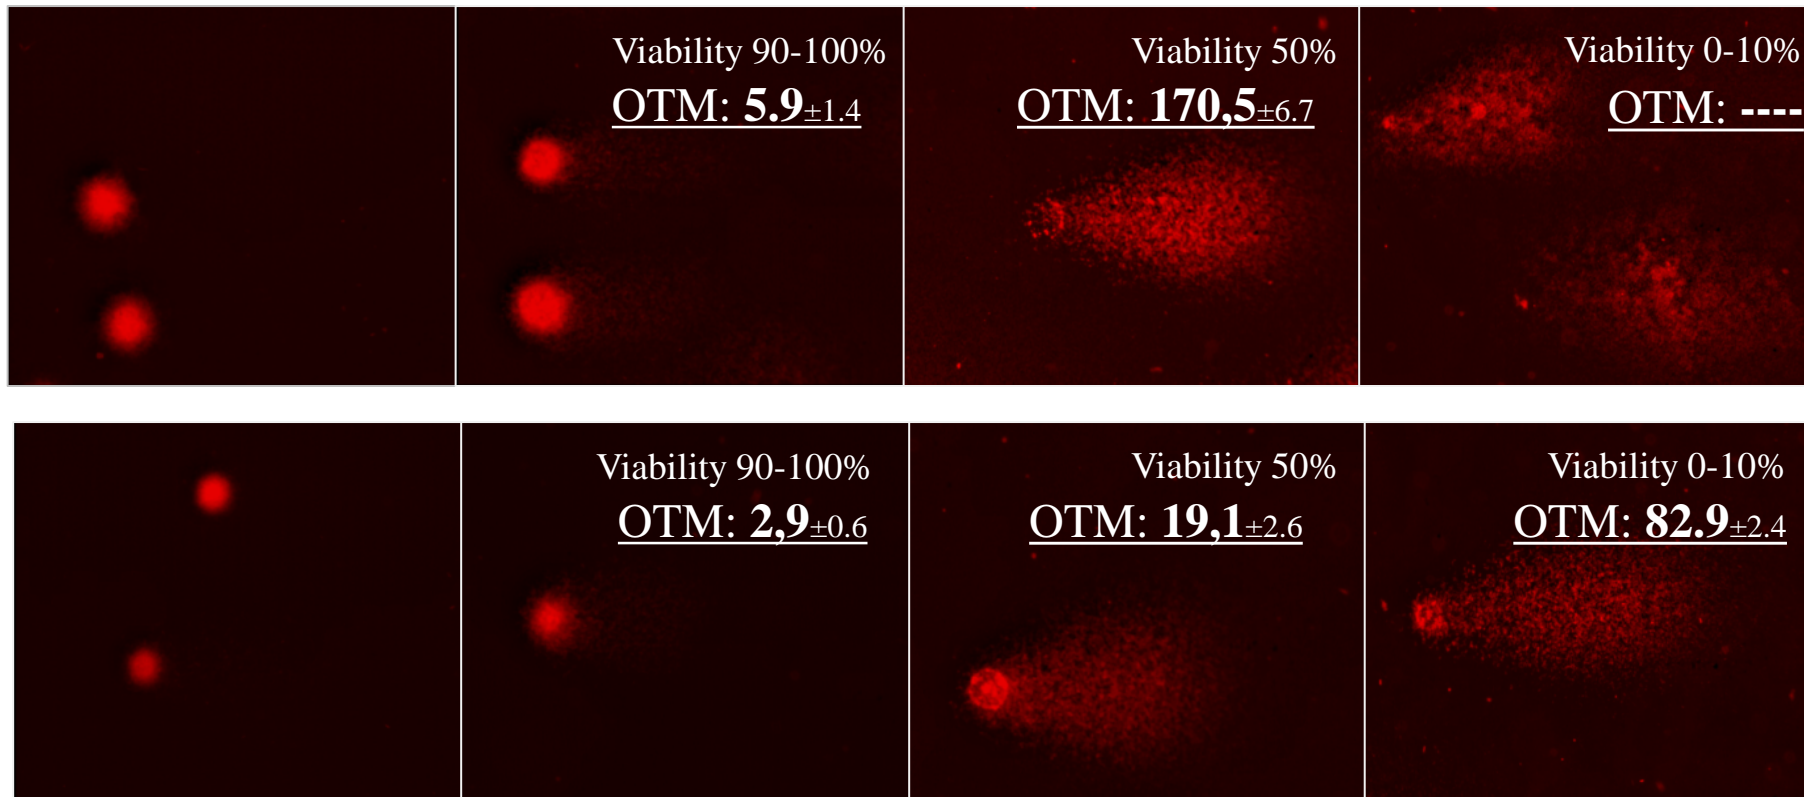 Viability 90-100%
OTM: 5.9±1.4
Viability 50%
OTM: 170,5±6.7
Viability 0-10%
OTM: ----
Viability 90-100%
OTM: 2,9±0.6
Viability 50%
OTM: 19,1±2.6
Viability 0-10%
OTM: 82.9±2.4